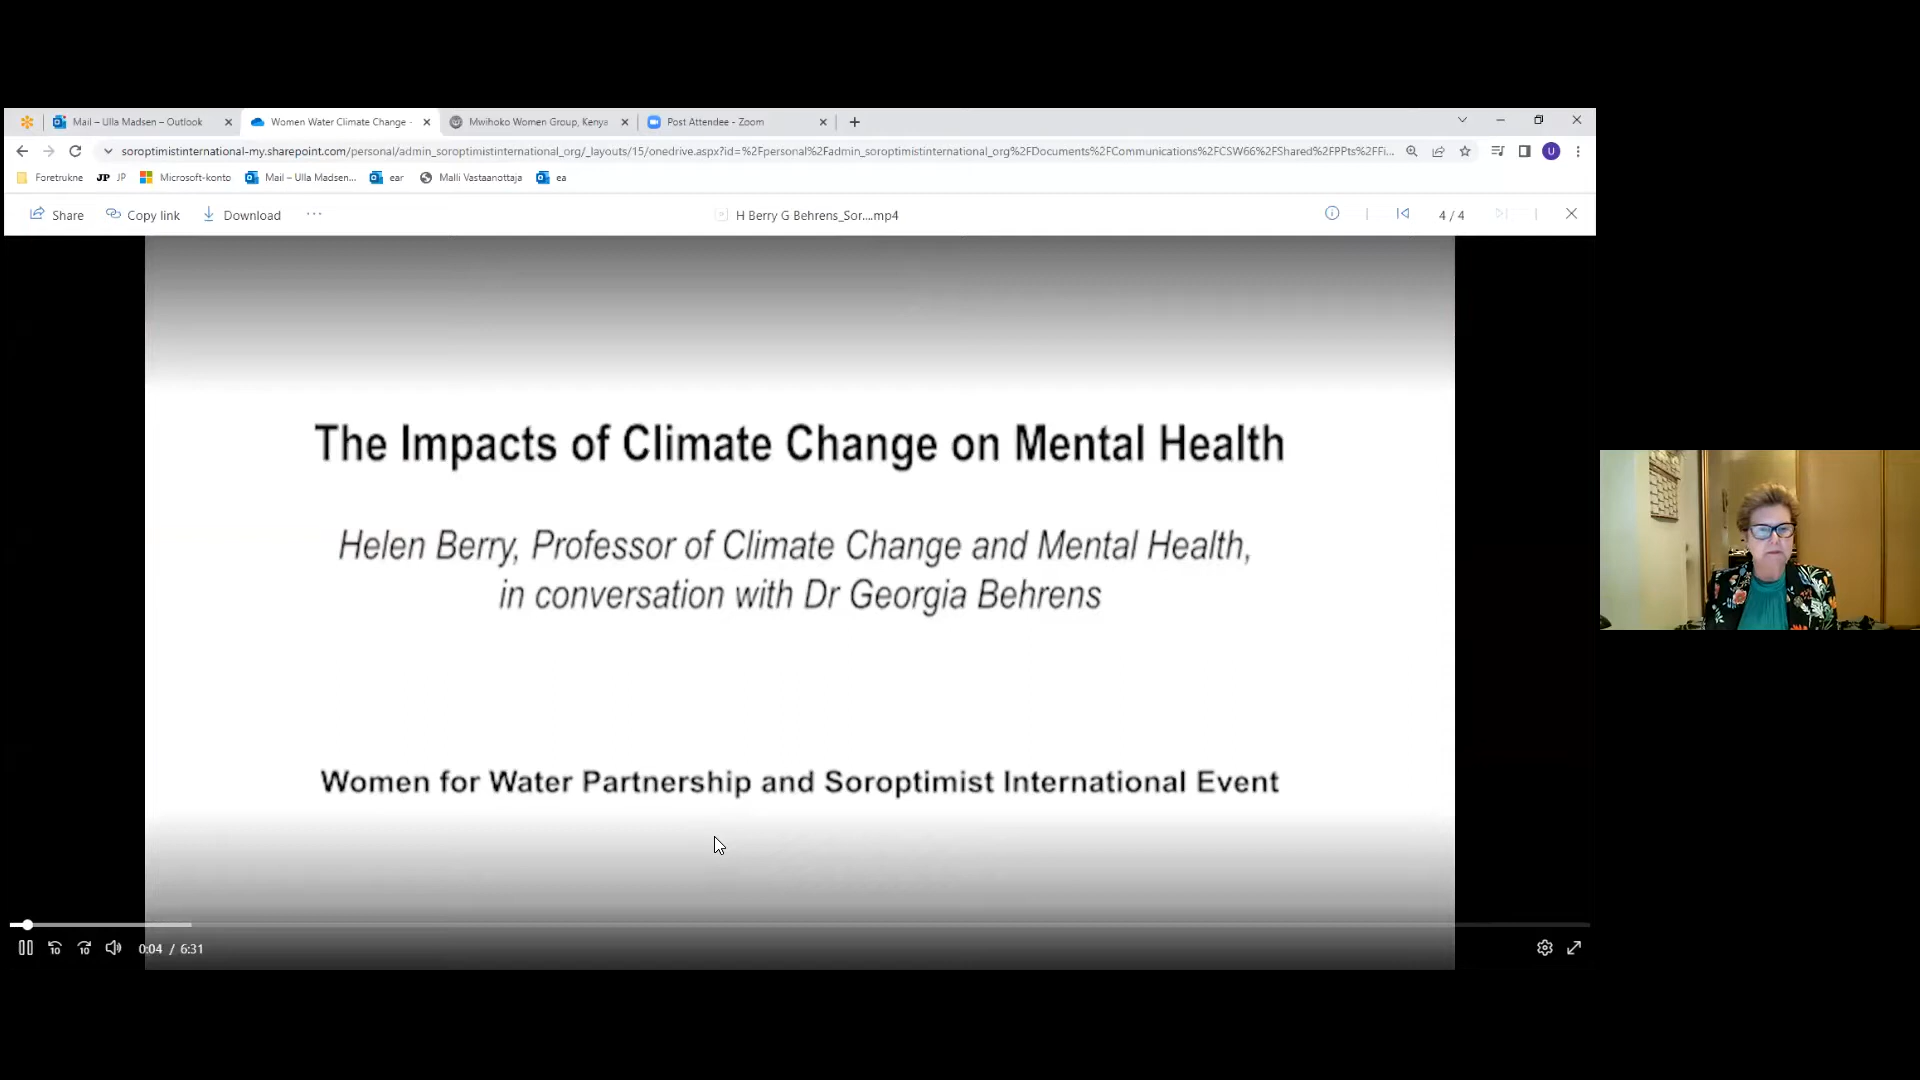 Mail – Ulla Madsen – Outlook
Women Water Climate Change -
Mwihoko Women Group, Kenya
Post Attendee - Zoom
soroptimistinternational-my.sharepoint.com/personal/admin_soroptimistinternational_org/_layouts/15/onedrive.aspx?id=%2Fpersonal%2Fadmin_soroptimistinternational_org%2FDocuments%2FCommunications%2FCSW66%2FShared%2FPPts%2FFi...
U
Foretrukne
JP JP
Microsoft-konto
Mail – Ulla Madsen...
ear
Malli Vastaanottaja
ea
Share
Copy link
Download
H Berry G Behrens_Sor....mp4
4 / 4
The Impacts of Climate Change on Mental Health
Helen Berry, Professor of Climate Change and Mental Health,
in conversation with Dr Georgia Behrens
Women for Water Partnership and Soroptimist International Event
10
10
0:04 / 6:31